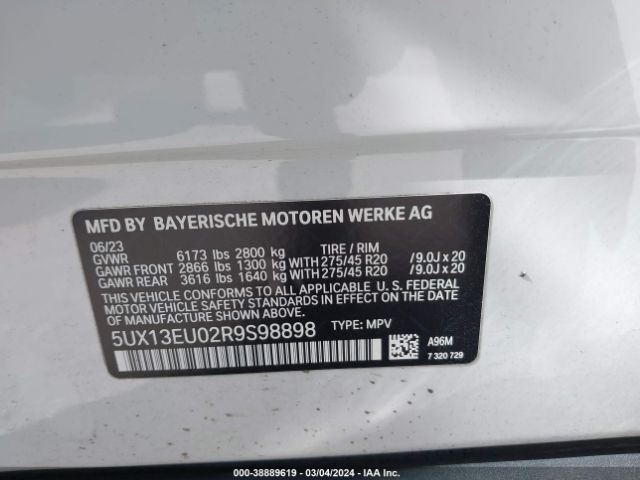 MFD BY BAYERISCHE MOTOREN WERKE AG
06/23
GVWR 6173 lbs 2800 kg TIRE / RIM
GAWR FRONT 2866 lbs 1300 kg WITH 275/45 R20 /9.0J x 20
GAWR REAR 3616 lbs 1640 kg WITH 275/45 R20 /9.0J x 20
THIS VEHICLE CONFORMS TO ALL APPLICABLE U.S. FEDERAL
MOTOR VEHICLE SAFETY STANDARDS IN EFFECT ON THE DATE
OF MANUFACTURE SHOWN ABOVE.
5UX13EU02R9S98898 TYPE: MPV
A96M
7 320 729
000-38889619 — 03/04/2024 — IAA